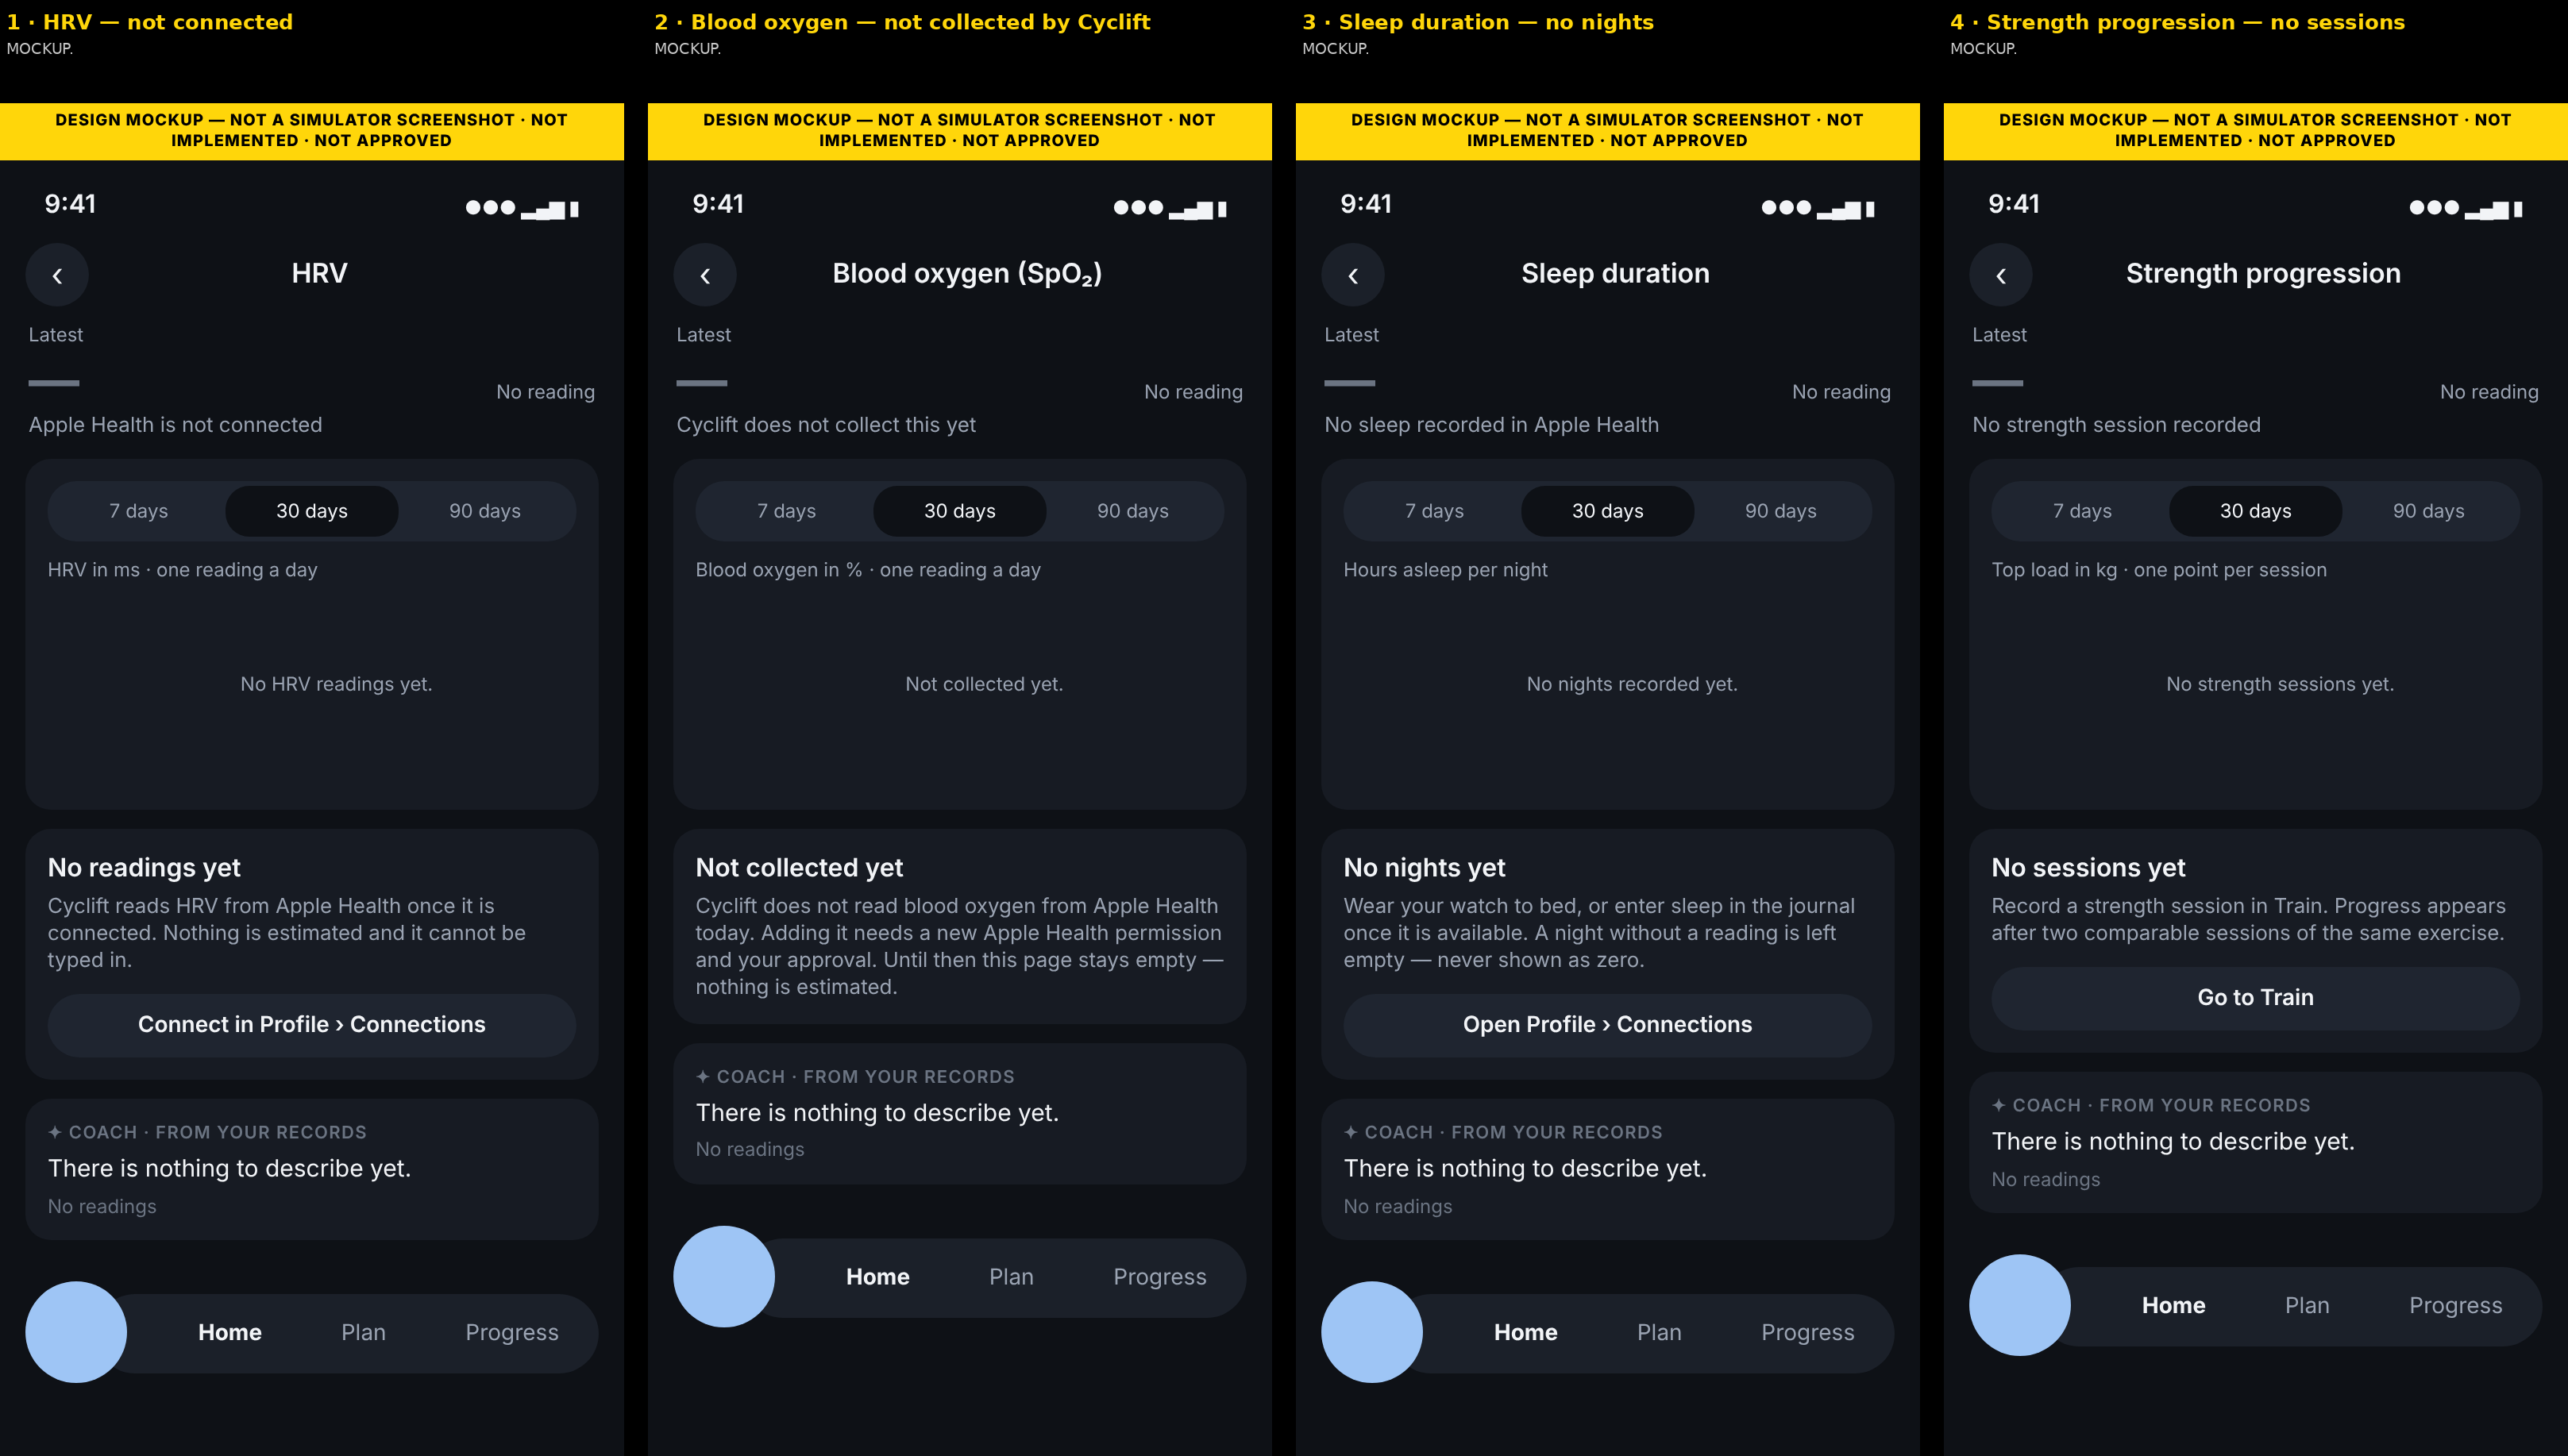 1 · HRV — not connected
MOCKUP.
DESIGN MOCKUP — NOT A SIMULATOR SCREENSHOT · NOT
IMPLEMENTED · NOT APPROVED
9:41
‹
HRV
Latest
—
No reading
Apple Health is not connected
7 days
30 days
90 days
HRV in ms · one reading a day
No HRV readings yet.
No readings yet
Cyclift reads HRV from Apple Health once it is
connected. Nothing is estimated and it cannot be
typed in.
Connect in Profile › Connections
✦ COACH · FROM YOUR RECORDS
There is nothing to describe yet.
No readings
Home
Plan
Progress
2 · Blood oxygen — not collected by Cyclift
MOCKUP.
DESIGN MOCKUP — NOT A SIMULATOR SCREENSHOT · NOT
IMPLEMENTED · NOT APPROVED
9:41
‹
Blood oxygen (SpO₂)
Latest
—
No reading
Cyclift does not collect this yet
7 days
30 days
90 days
Blood oxygen in % · one reading a day
Not collected yet.
Not collected yet
Cyclift does not read blood oxygen from Apple Health
today. Adding it needs a new Apple Health permission
and your approval. Until then this page stays empty —
nothing is estimated.
✦ COACH · FROM YOUR RECORDS
There is nothing to describe yet.
No readings
Home
Plan
Progress
3 · Sleep duration — no nights
MOCKUP.
DESIGN MOCKUP — NOT A SIMULATOR SCREENSHOT · NOT
IMPLEMENTED · NOT APPROVED
9:41
‹
Sleep duration
Latest
—
No reading
No sleep recorded in Apple Health
7 days
30 days
90 days
Hours asleep per night
No nights recorded yet.
No nights yet
Wear your watch to bed, or enter sleep in the journal
once it is available. A night without a reading is left
empty — never shown as zero.
Open Profile › Connections
✦ COACH · FROM YOUR RECORDS
There is nothing to describe yet.
No readings
Home
Plan
Progress
4 · Strength progression — no sessions
MOCKUP.
DESIGN MOCKUP — NOT A SIMULATOR SCREENSHOT · NOT
IMPLEMENTED · NOT APPROVED
9:41
‹
Strength progression
Latest
—
No reading
No strength session recorded
7 days
30 days
90 days
Top load in kg · one point per session
No strength sessions yet.
No sessions yet
Record a strength session in Train. Progress appears
after two comparable sessions of the same exercise.
Go to Train
✦ COACH · FROM YOUR RECORDS
There is nothing to describe yet.
No readings
Home
Plan
Progress